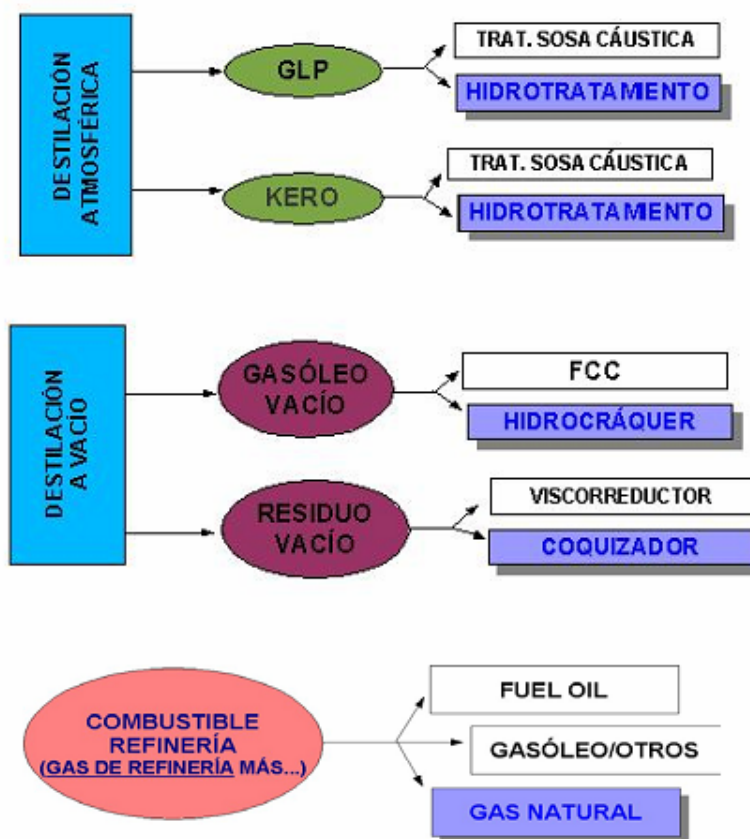 DESTILACIÓN
ATMOSFÉRICA
GLP
TRAT. SOSA CÁUSTICA
HIDROTRATAMIENTO
KERO
TRAT. SOSA CÁUSTICA
HIDROTRATAMIENTO
DESTILACIÓN
A VACÍO
GASÓLEO
VACÍO
FCC
HIDROCRÁQUER
RESIDUO
VACÍO
VISCORREDUCTOR
COQUIZADOR
COMBUSTIBLE
REFINERÍA
(GAS DE REFINERÍA MÁS...)
FUEL OIL
GASÓLEO/OTROS
GAS NATURAL